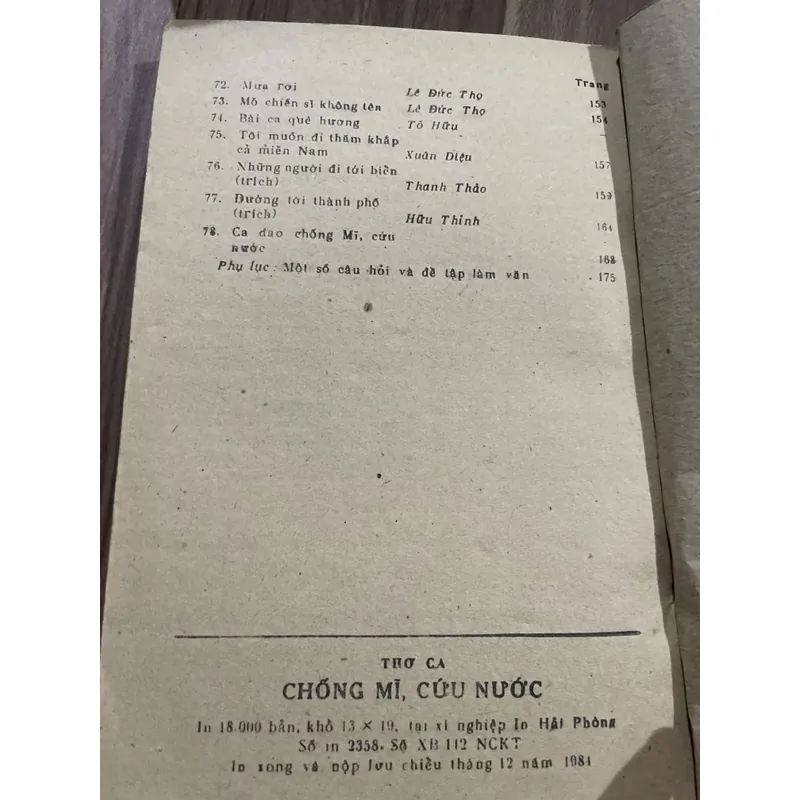 Trang
72. Mưa rơi Lê Đức Thọ 153
73. Mồ chiến sĩ không tên Lê Đức Thọ 154
74. Bài ca quê hương Tố Hữu -
75. Tôi muốn đi thăm khắp
cả miền Nam Xuân Diệu 157
76. Những người đi tới biển
(trích) Thanh Thảo 159
77. Đường tới thành phố
(trích) Hữu Thỉnh 164
78. Ca dao chống Mĩ, cứu
nước 168
Phụ lục: Một số câu hỏi và đề tập làm văn 175
THƠ CA
CHỐNG MĨ, CỨU NƯỚC
In 18.000 bản, khổ 13 × 19, tại xí nghiệp In Hải Phòng
Số in 2358. Số XB 142 NCKT
In xong và nộp lưu chiểu tháng 12 năm 1984